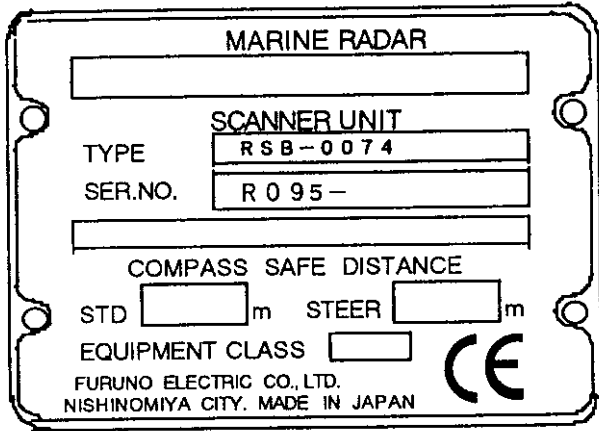 MARINE RADAR
SCANNER UNIT
TYPE RSB-0074
SER.NO. R095-
COMPASS SAFE DISTANCE
STD m STEER m
EQUIPMENT CLASS
FURUNO ELECTRIC CO., LTD.
NISHINOMIYA CITY. MADE IN JAPAN
CE